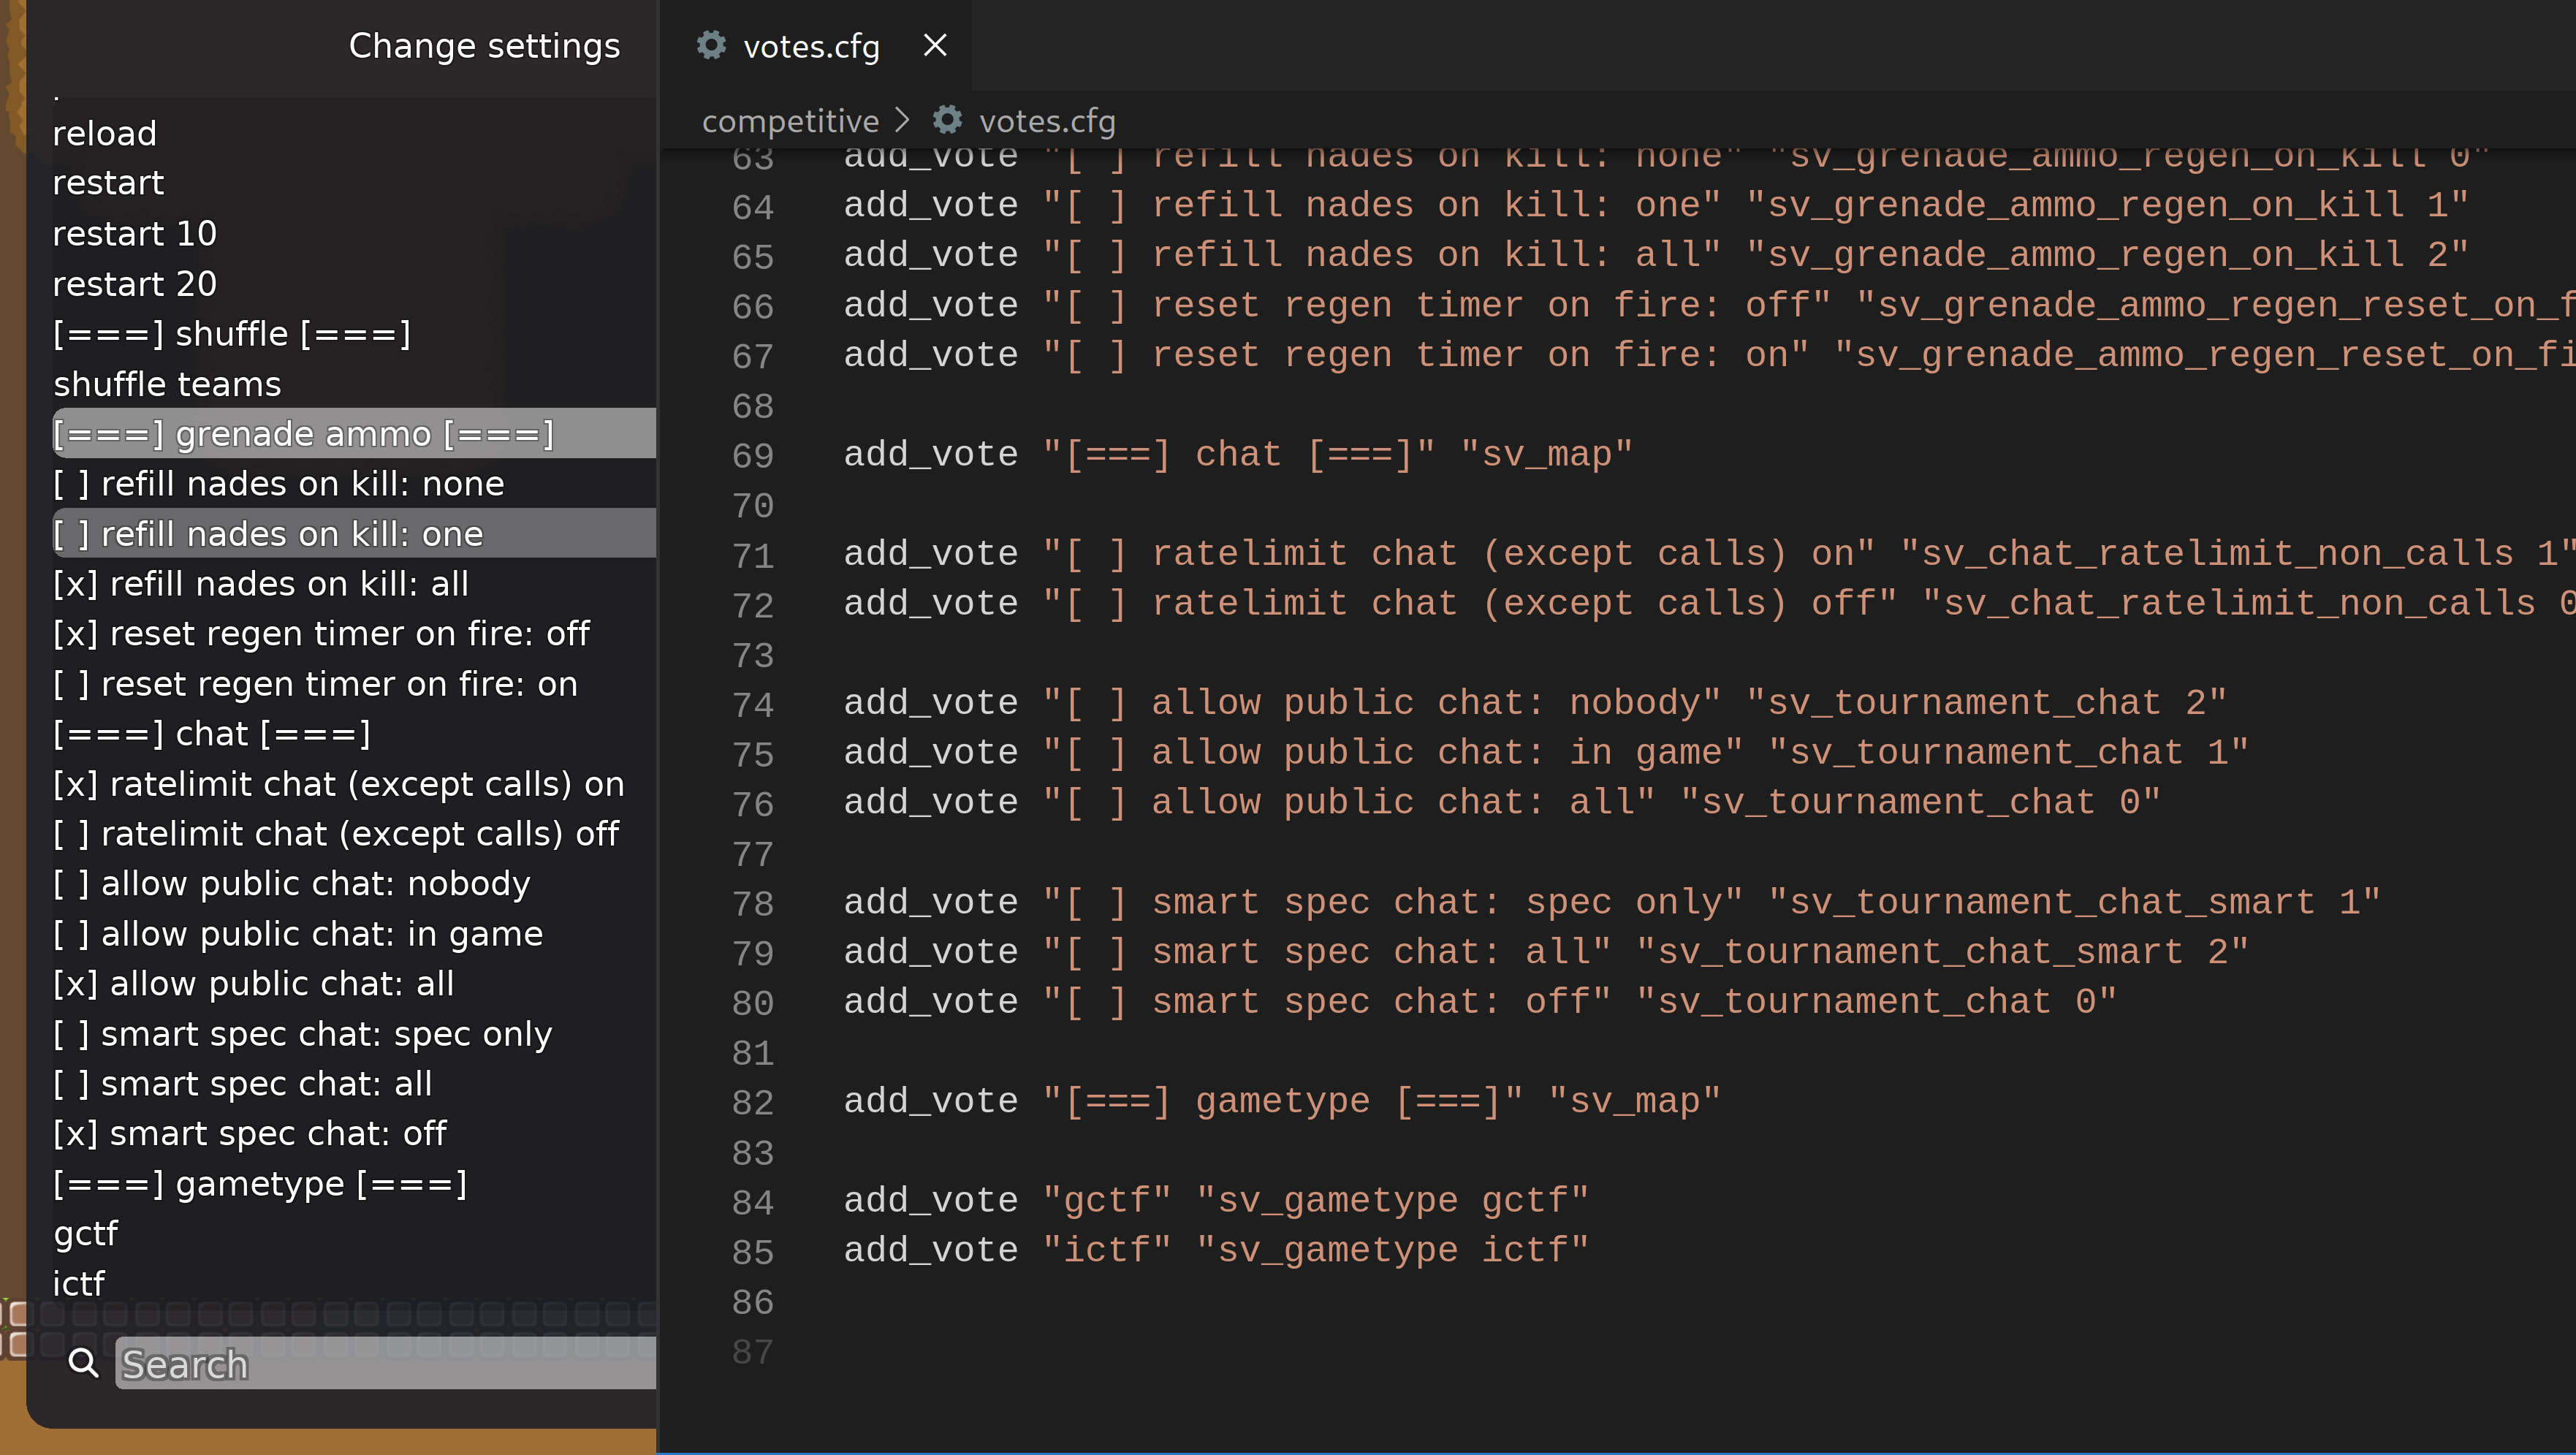 Change settings
reload
restart
restart 10
restart 20
[===] shuffle [===]
shuffle teams
[===] grenade ammo [===]
[ ] refill nades on kill: none
[ ] refill nades on kill: one
[x] refill nades on kill: all
[x] reset regen timer on fire: off
[ ] reset regen timer on fire: on
[===] chat [===]
[x] ratelimit chat (except calls) on
[ ] ratelimit chat (except calls) off
[ ] allow public chat: nobody
[ ] allow public chat: in game
[x] allow public chat: all
[ ] smart spec chat: spec only
[ ] smart spec chat: all
[x] smart spec chat: off
[===] gametype [===]
gctf
ictf
Search
votes.cfg
competitive > votes.cfg
63 add_vote "[ ] refill nades on kill: none" "sv_grenade_ammo_regen_on_kill 0"
64 add_vote "[ ] refill nades on kill: one" "sv_grenade_ammo_regen_on_kill 1"
65 add_vote "[ ] refill nades on kill: all" "sv_grenade_ammo_regen_on_kill 2"
66 add_vote "[ ] reset regen timer on fire: off" "sv_grenade_ammo_regen_reset_on_f
67 add_vote "[ ] reset regen timer on fire: on" "sv_grenade_ammo_regen_reset_on_fi
68
69 add_vote "[===] chat [===]" "sv_map"
70
71 add_vote "[ ] ratelimit chat (except calls) on" "sv_chat_ratelimit_non_calls 1"
72 add_vote "[ ] ratelimit chat (except calls) off" "sv_chat_ratelimit_non_calls 0
73
74 add_vote "[ ] allow public chat: nobody" "sv_tournament_chat 2"
75 add_vote "[ ] allow public chat: in game" "sv_tournament_chat 1"
76 add_vote "[ ] allow public chat: all" "sv_tournament_chat 0"
77
78 add_vote "[ ] smart spec chat: spec only" "sv_tournament_chat_smart 1"
79 add_vote "[ ] smart spec chat: all" "sv_tournament_chat_smart 2"
80 add_vote "[ ] smart spec chat: off" "sv_tournament_chat 0"
81
82 add_vote "[===] gametype [===]" "sv_map"
83
84 add_vote "gctf" "sv_gametype gctf"
85 add_vote "ictf" "sv_gametype ictf"
86
87